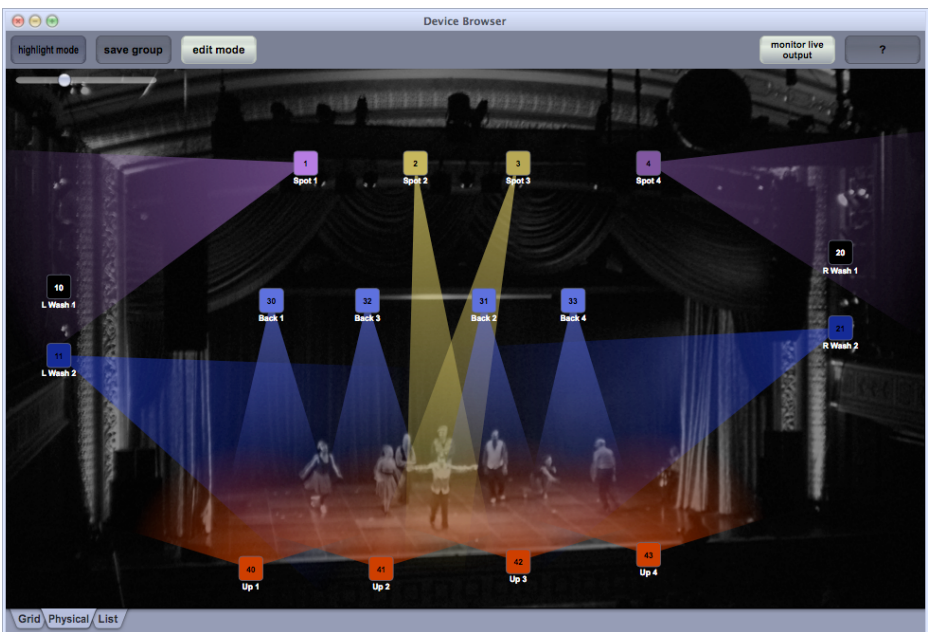 Device Browser
highlight mode
save group
edit mode
monitor live
output
?
1
Spot 1
2
Spot 2
3
Spot 3
4
Spot 4
20
R Wash 1
10
L Wash 1
30
Back 1
32
Back 3
31
Back 2
33
Back 4
21
R Wash 2
11
L Wash 2
40
Up 1
41
Up 2
42
Up 3
43
Up 4
Grid
Physical
List